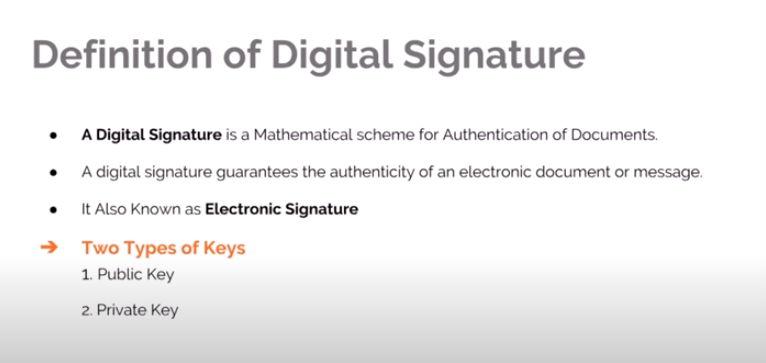 Definition of Digital Signature
● A Digital Signature is a Mathematical scheme for Authentication of Documents.
● A digital signature guarantees the authenticity of an electronic document or message.
● It Also Known as Electronic Signature
➔ Two Types of Keys
1. Public Key
2. Private Key